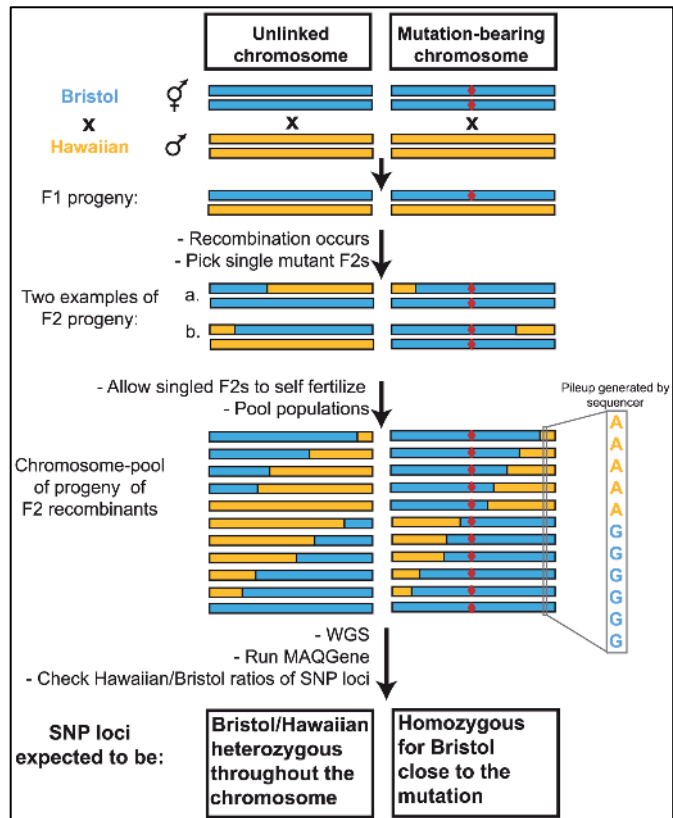 Unlinked
chromosome
Mutation-bearing
chromosome
Bristol
x
Hawaiian
⚥
♂
x
x
F1 progeny:
- Recombination occurs
- Pick single mutant F2s
Two examples of
F2 progeny:
a.
b.
- Allow singled F2s to self fertilize
- Pool populations
Pileup generated by
sequencer
Chromosome-pool
of progeny of
F2 recombinants
A
A
A
A
A
G
G
G
G
G
G
- WGS
- Run MAQGene
- Check Hawaiian/Bristol ratios of SNP loci
SNP loci
expected to be:
Bristol/Hawaiian
heterozygous
throughout the
chromosome
Homozygous
for Bristol
close to the
mutation